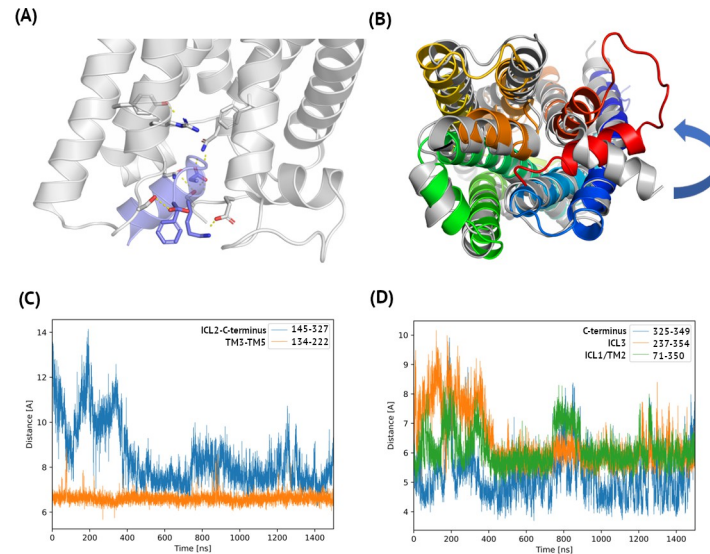 (A)
(B)
(C)
ICL2-C-terminus 145-327
TM3-TM5 134-222
14
12
10
8
6
Distance [A]
0 200 400 600 800 1000 1200 1400
Time [ns]
(D)
C-terminus 325-349
ICL3 237-354
ICL1/TM2 71-350
10
9
8
7
6
5
4
Distance [A]
0 200 400 600 800 1000 1200 1400
Time [ns]